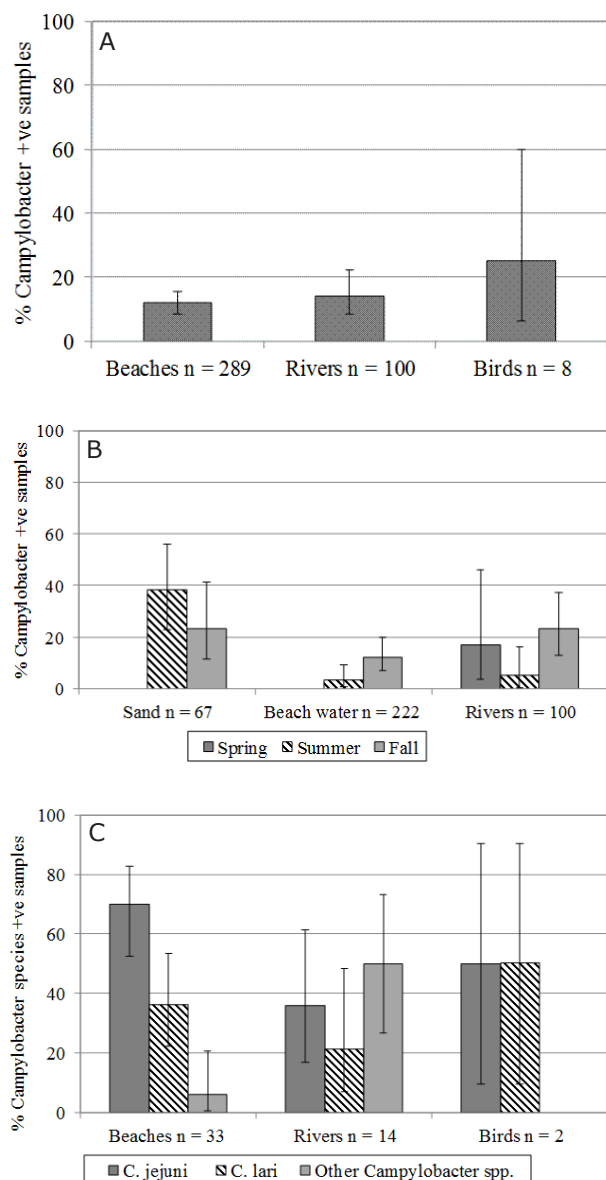 A
% Campylobacter +ve samples
100
80
60
40
20
0
Beaches n = 289 Rivers n = 100 Birds n = 8
B
% Campylobacter +ve samples
100
80
60
40
20
0
Sand n = 67 Beach water n = 222 Rivers n = 100
Spring Summer Fall
C
% Campylobacter species +ve samples
100
80
60
40
20
0
Beaches n = 33 Rivers n = 14 Birds n = 2
C. jejuni C. lari Other Campylobacter spp.